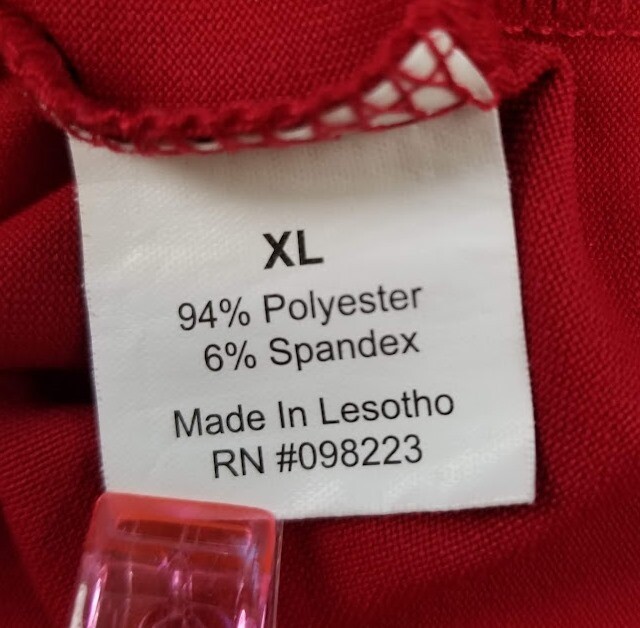 XL
94% Polyester
6% Spandex
Made In Lesotho
RN #098223